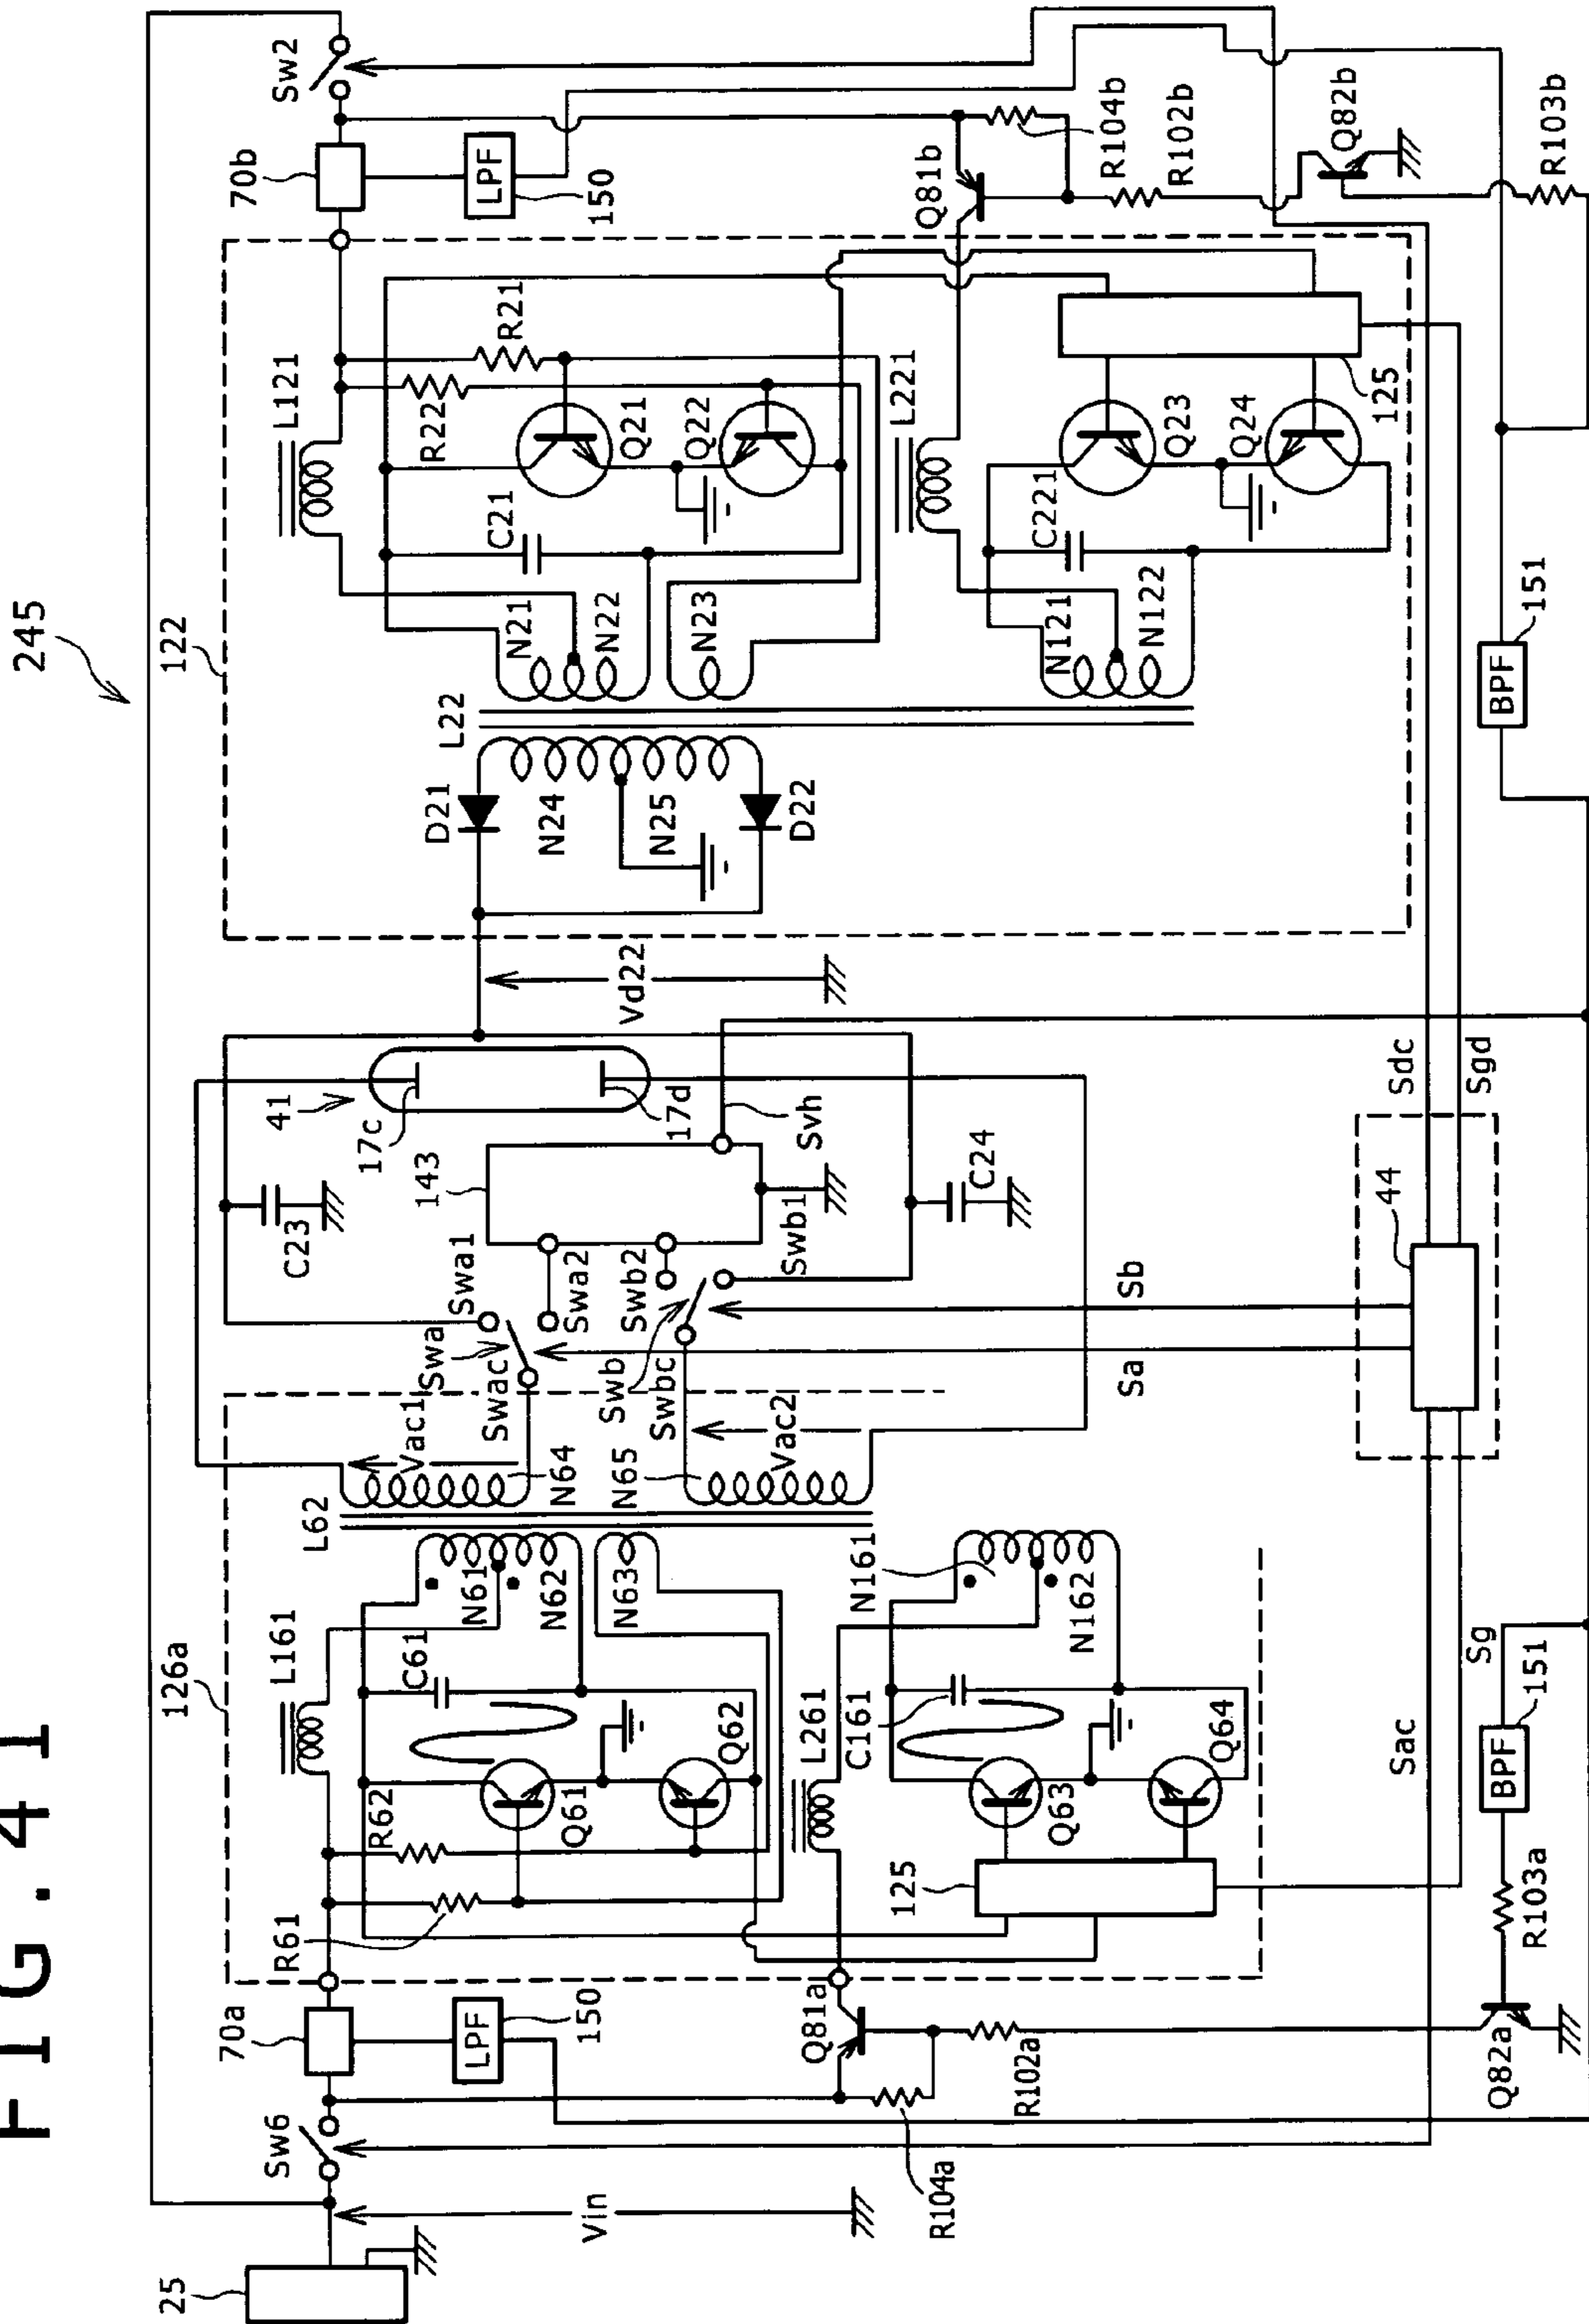 FIG.41
245
25
Vin
Sw6
70a
LPF
150
R104a
Q81a
R102a
Q82a
R103a
BPF
151
Sg
Sac
126a
L161
R61
R62
Q61
Q62
C61
N61
N62
N63
L62
N64
N65
Vac1
Vac2
L261
C161
N161
N162
Q63
Q64
125
Swa
Swac
Swa1
Swa2
Swb
Swbc
Swb2
Swb1
Sa
Sb
44
Sdc
Sgd
C23
C24
143
41
17c
17d
Svh
Vd22
122
D21
D22
N24
N25
L22
N21
N22
N23
N121
N122
C21
C221
L121
L221
R22
R21
Q21
Q22
Q23
Q24
125
BPF
151
70b
LPF
150
Sw2
Q81b
R104b
R102b
Q82b
R103b